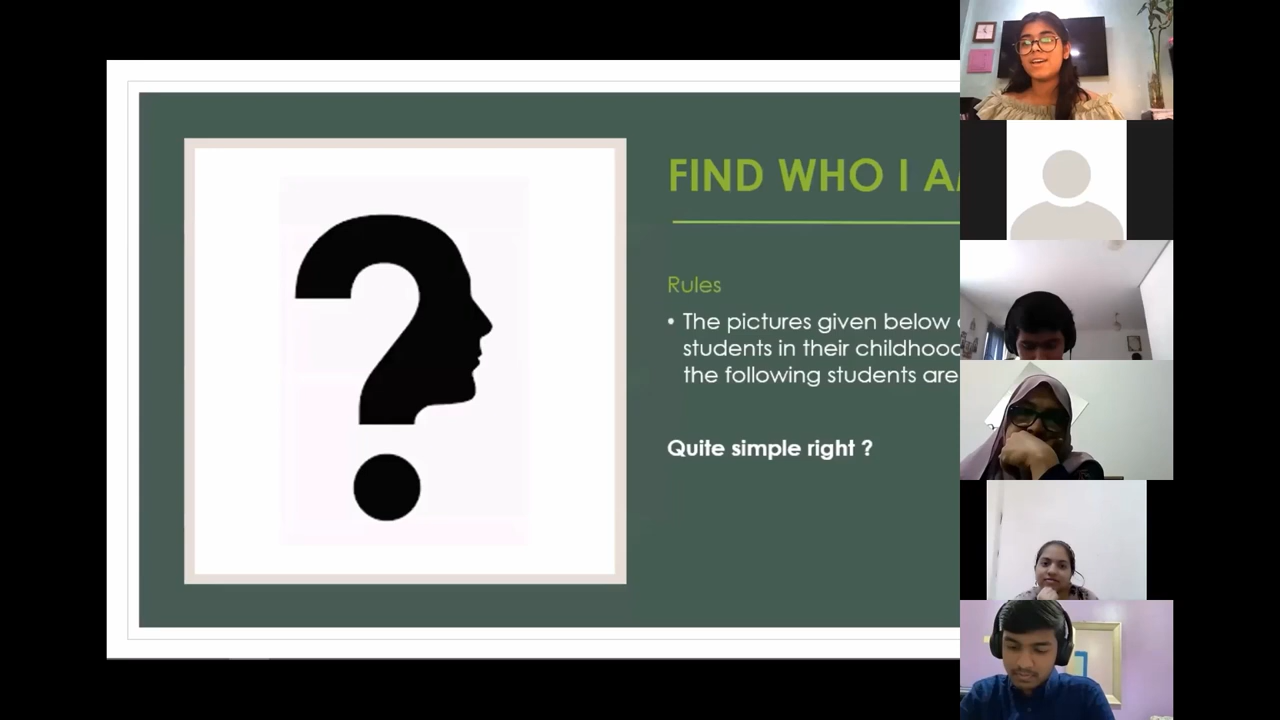 FIND WHO I
Rules
• The pictures given below
students in their childhood
the following students are
Quite simple right ?